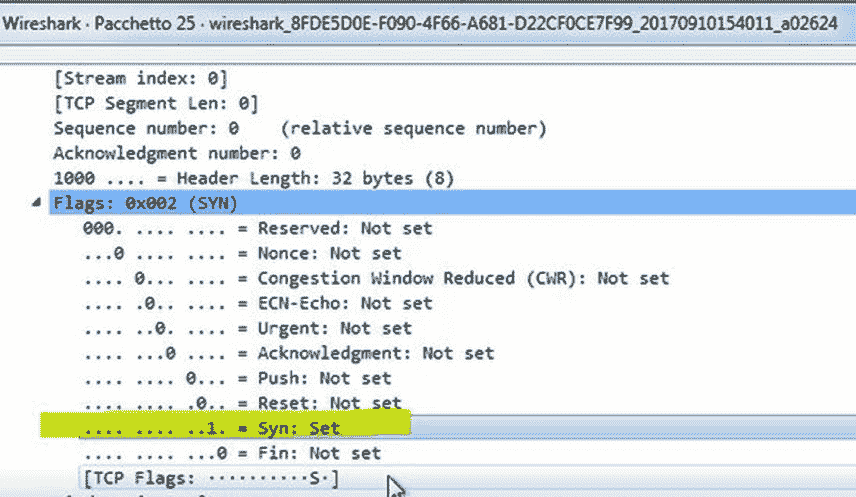 Wireshark · Pacchetto 25 · wireshark_8FDE5D0E-F090-4F66-A681-D22CF0CE7F99_20170910154011_a02624
[Stream index: 0]
[TCP Segment Len: 0]
Sequence number: 0    (relative sequence number)
Acknowledgment number: 0
1000 .... = Header Length: 32 bytes (8)
Flags: 0x002 (SYN)
000. .... .... = Reserved: Not set
...0 .... .... = Nonce: Not set
.... 0... .... = Congestion Window Reduced (CWR): Not set
.... .0.. .... = ECN-Echo: Not set
.... ..0. .... = Urgent: Not set
.... ...0 .... = Acknowledgment: Not set
.... .... 0... = Push: Not set
.... .... .0.. = Reset: Not set
.... .... ..1. = Syn: Set
.... .... ...0 = Fin: Not set
[TCP Flags: ··········S·]